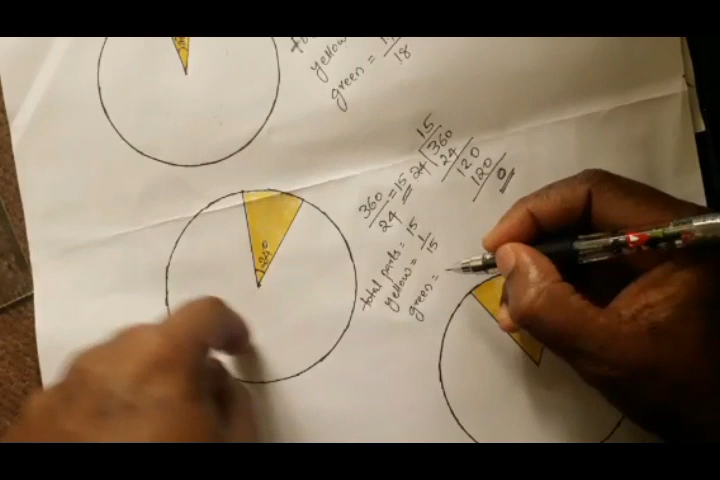 yellow
green =
18
24°
360/24 = 15
15
24 360
24
120
120
0
total parts = 15
yellow = 1/15
green =